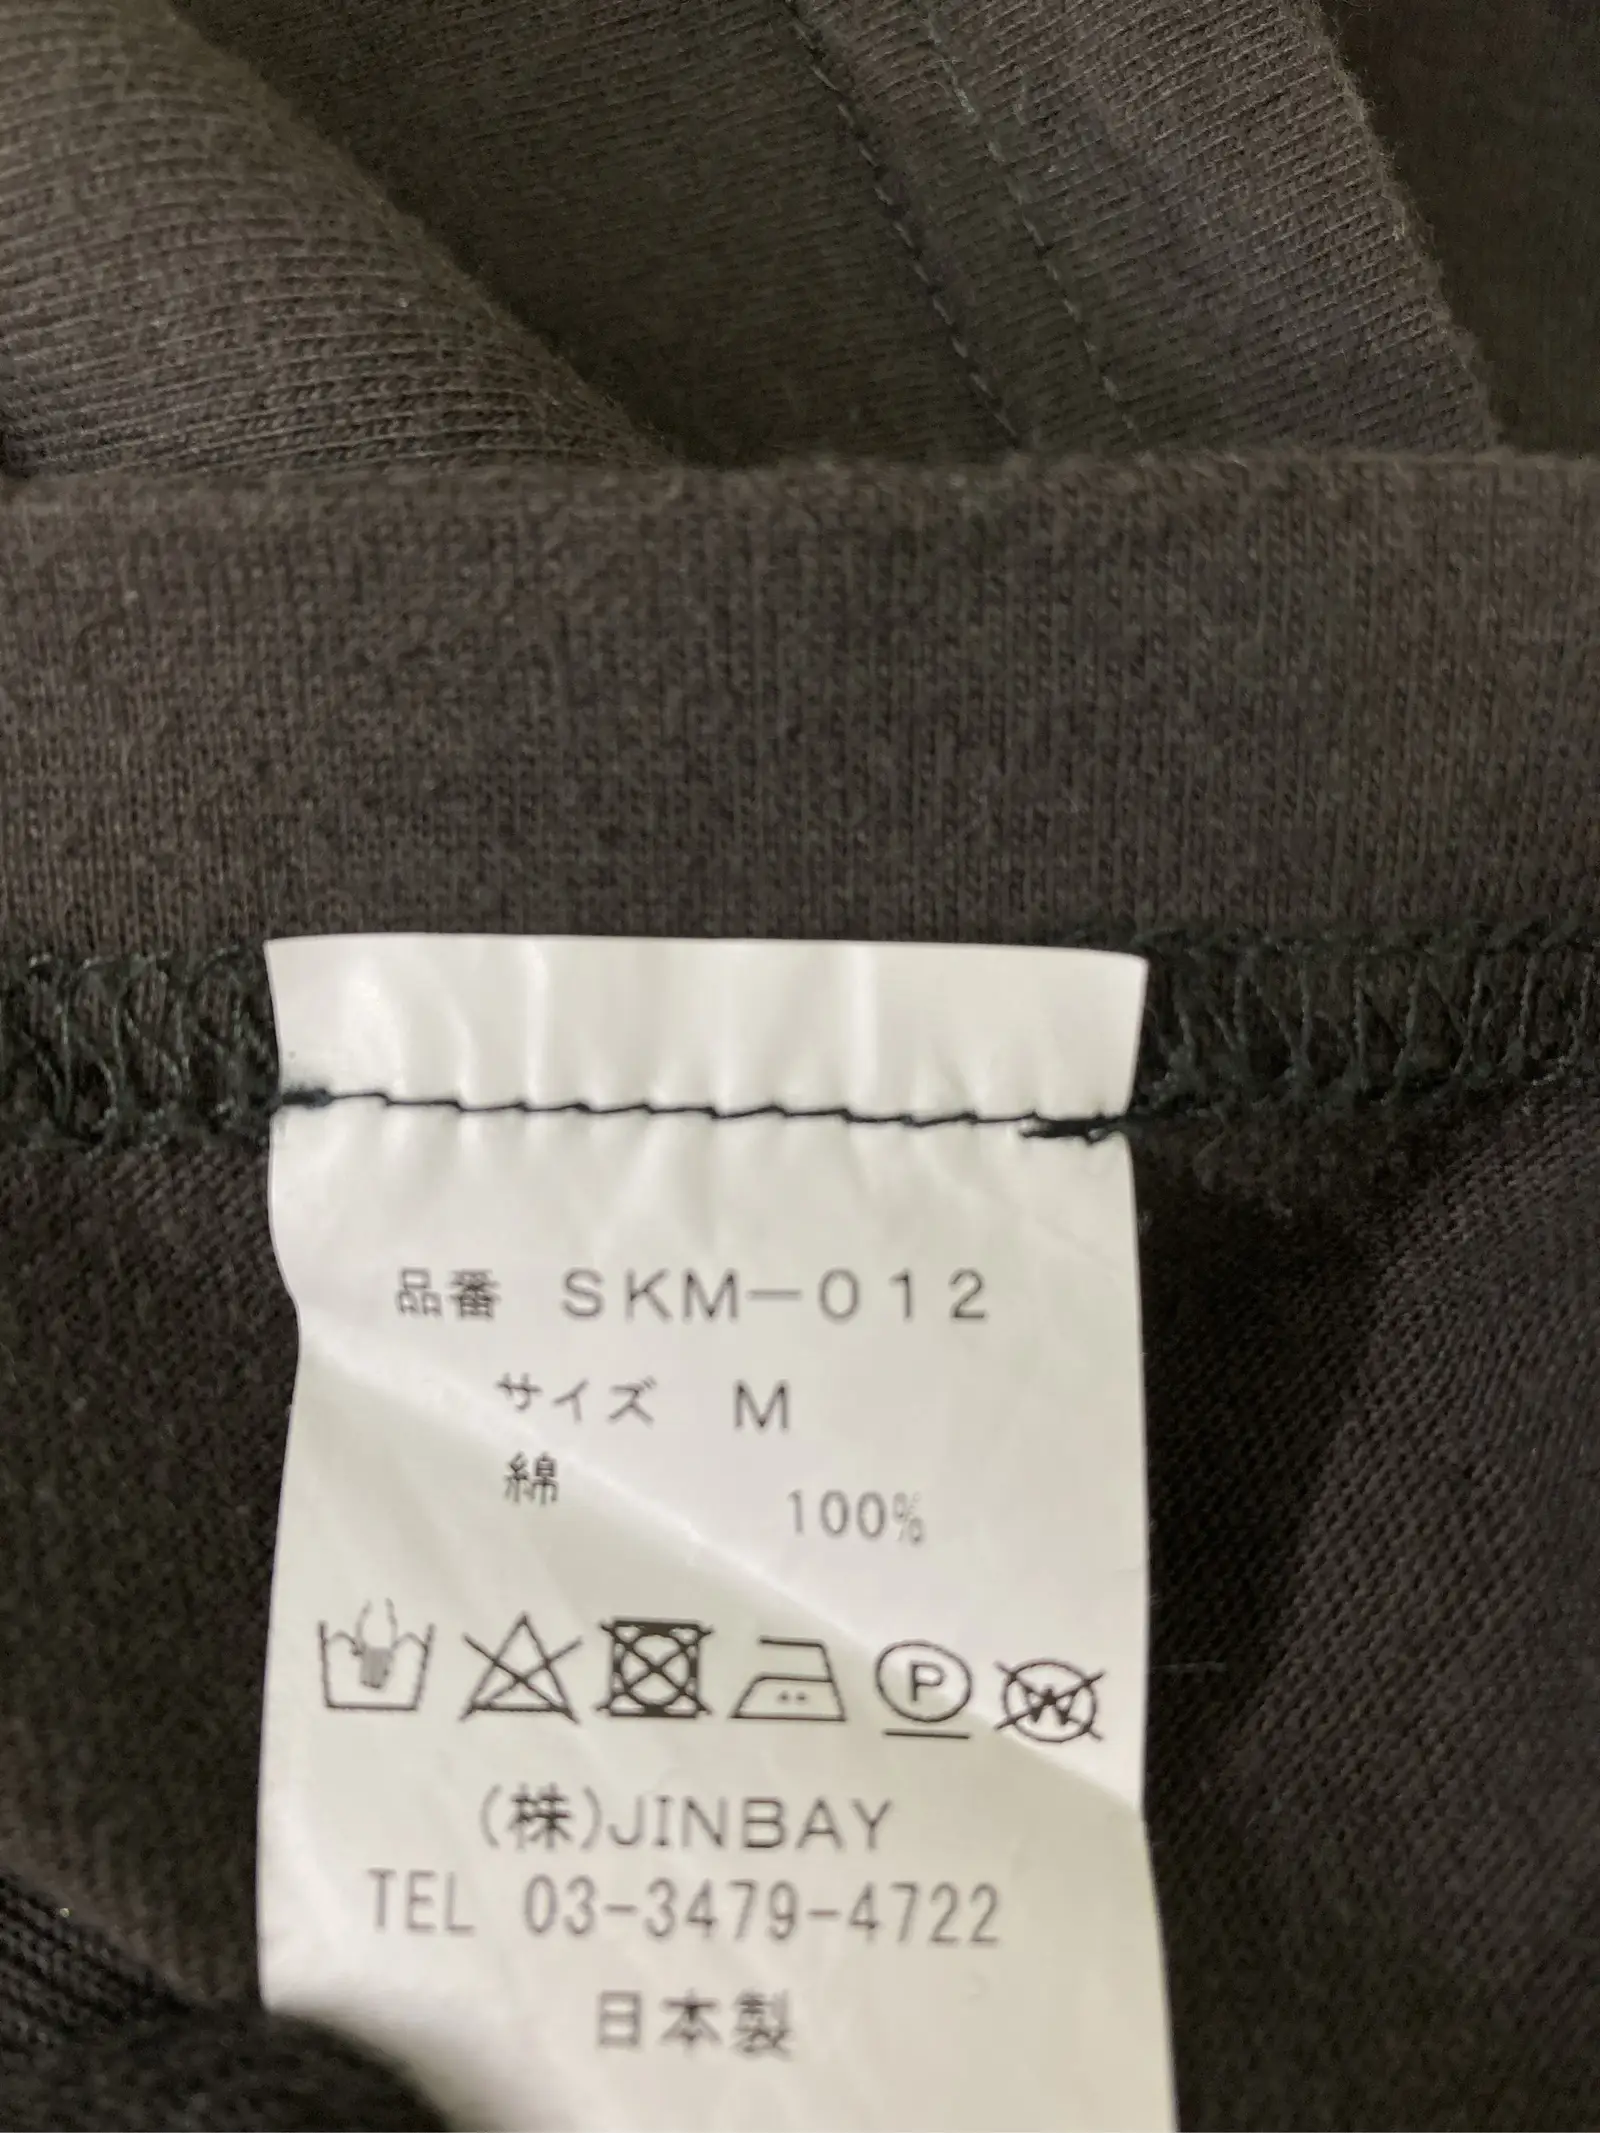 品番 SKM-012
サイズ M
綿 100%
P W
(株)JINBAY
TEL 03-3479-4722
日本製